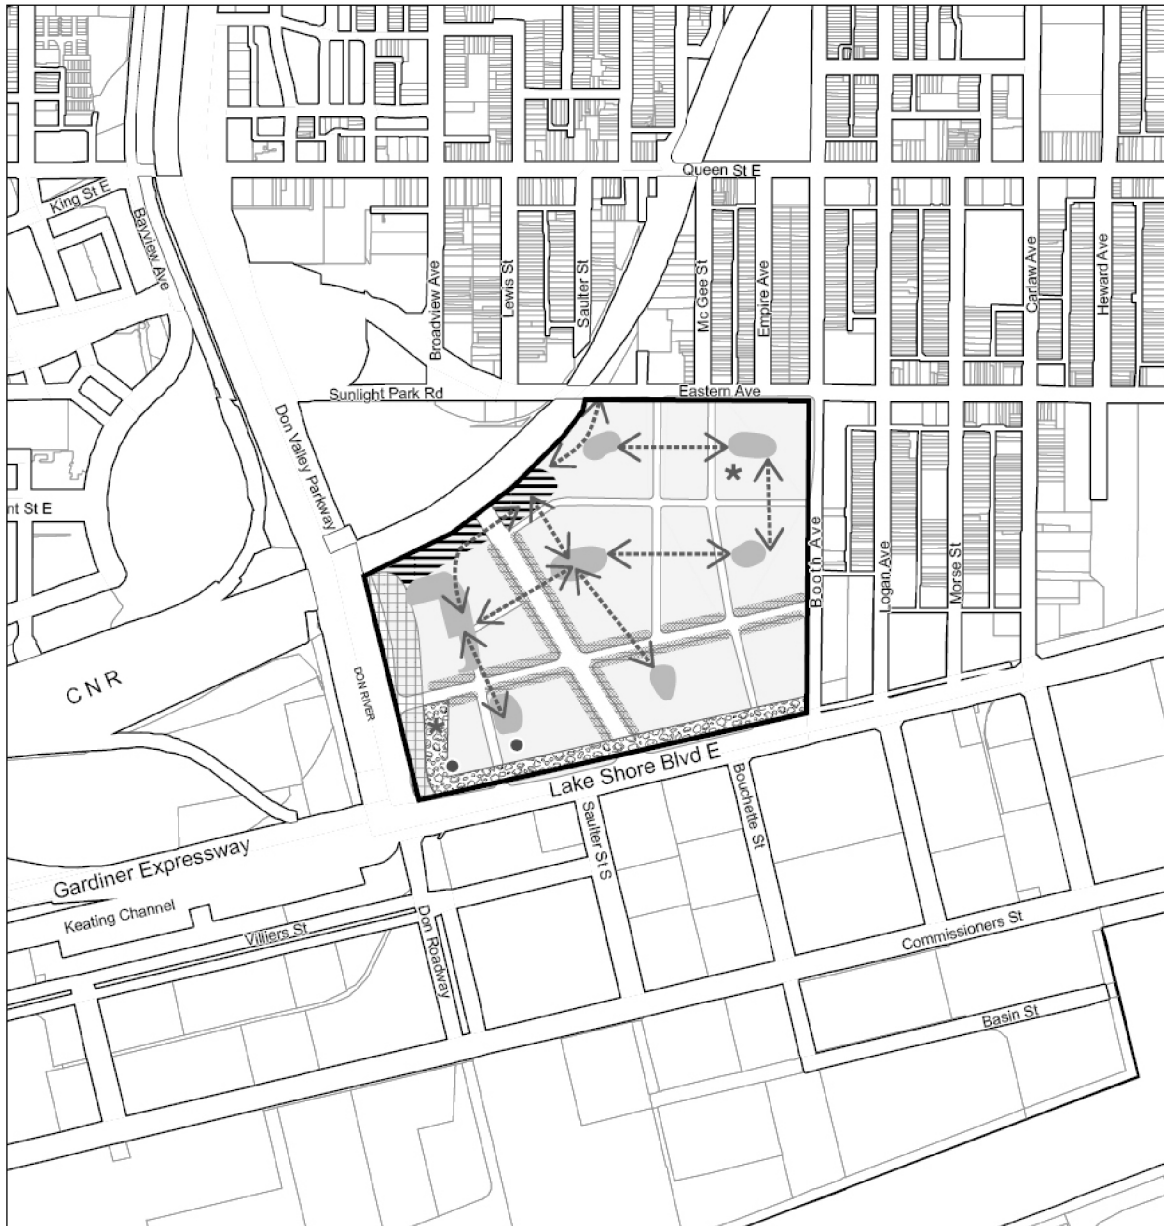 Queen St E
King St E
Bayview Ave
Broadview Ave
Lewis St
Saulter St
Mc Gee St
Empire Ave
Carlaw Ave
Heward Ave
Sunlight Park Rd
Eastern Ave
Don Valley Parkway
nt St E
*
Booth Ave
Logan Ave
Morse St
CNR
DON RIVER
*
Lake Shore Blvd E
Bouchette St
Saulter St S
Gardiner Expressway
Keating Channel
Villiers St
Don Roadway
Commissioners St
Basin St